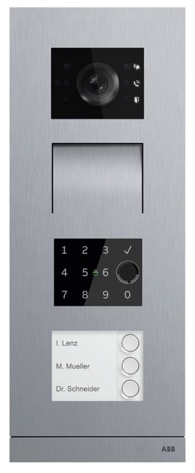 1 2 3 ✓
4 5 6
7 8 9 0
I. Lenz
M. Mueller
Dr. Schneider
ABB